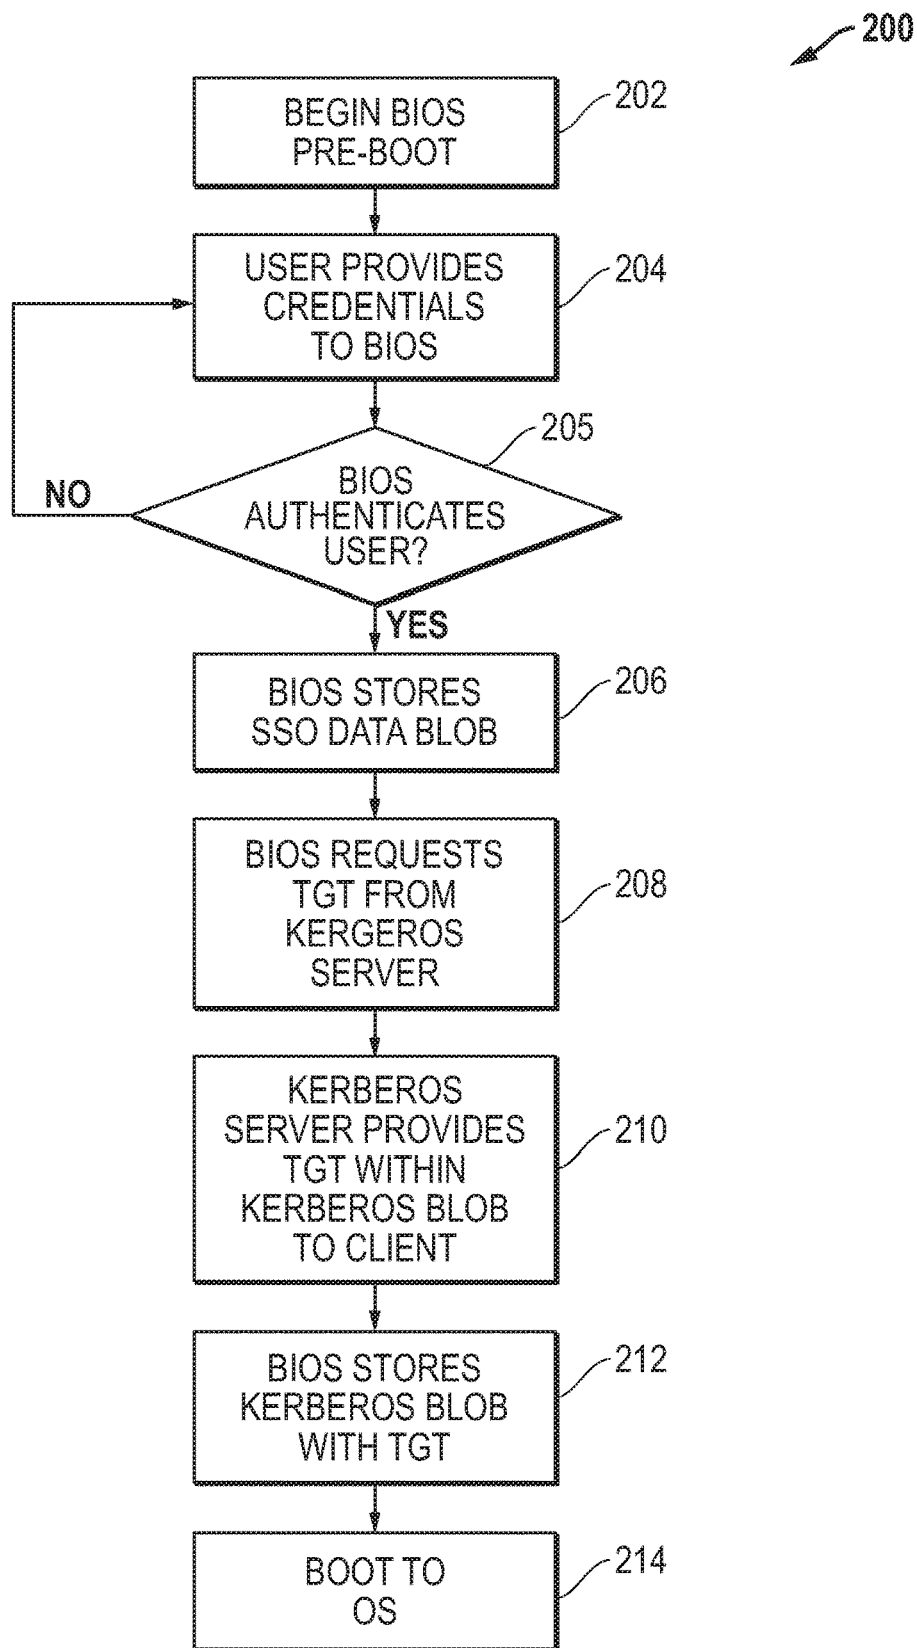 200
BEGIN BIOS
PRE-BOOT
202
USER PROVIDES
CREDENTIALS
TO BIOS
204
BIOS
AUTHENTICATES
USER?
205
NO
YES
BIOS STORES
SSO DATA BLOB
206
BIOS REQUESTS
TGT FROM
KERGEROS
SERVER
208
KERBEROS
SERVER PROVIDES
TGT WITHIN
KERBEROS BLOB
TO CLIENT
210
BIOS STORES
KERBEROS BLOB
WITH TGT
212
BOOT TO
OS
214